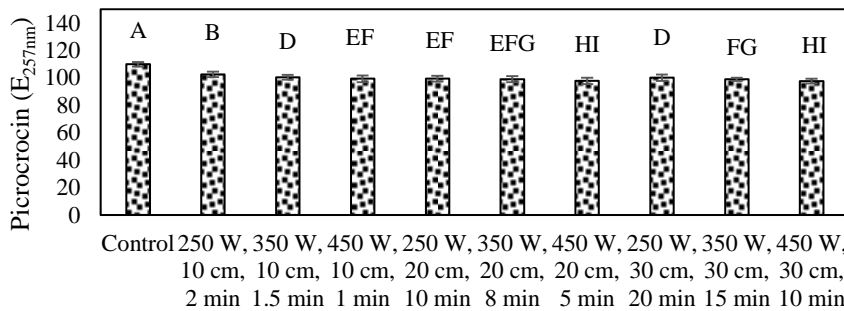 Picrocrocin (E257nm)
140
120
100
80
60
40
20
0
A B D EF EF EFG HI D FG HI
Control 250 W, 350 W, 450 W, 250 W, 350 W, 450 W, 250 W, 350 W, 450 W,
10 cm, 10 cm, 10 cm, 20 cm, 20 cm, 20 cm, 30 cm, 30 cm, 30 cm,
2 min 1.5 min 1 min 10 min 8 min 5 min 20 min 15 min 10 min